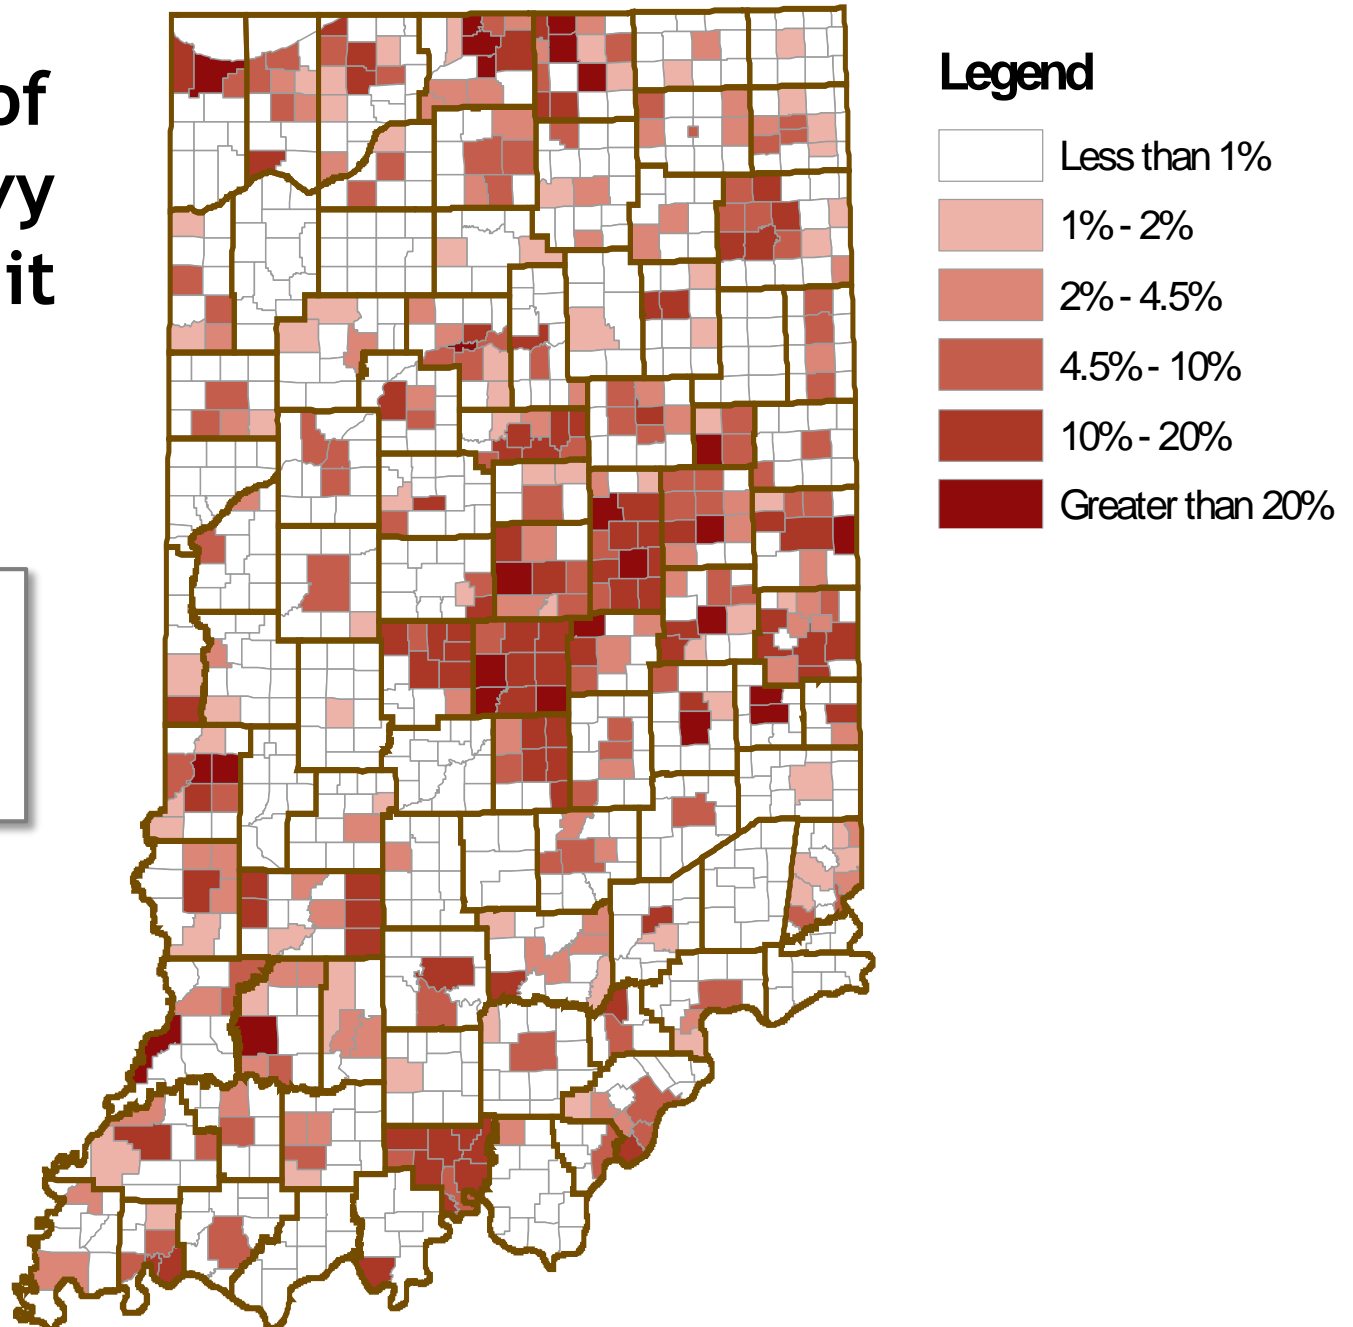 of
it
Legend
Less than 1%
1% - 2%
2% - 4.5%
4.5% - 10%
10% - 20%
Greater than 20%